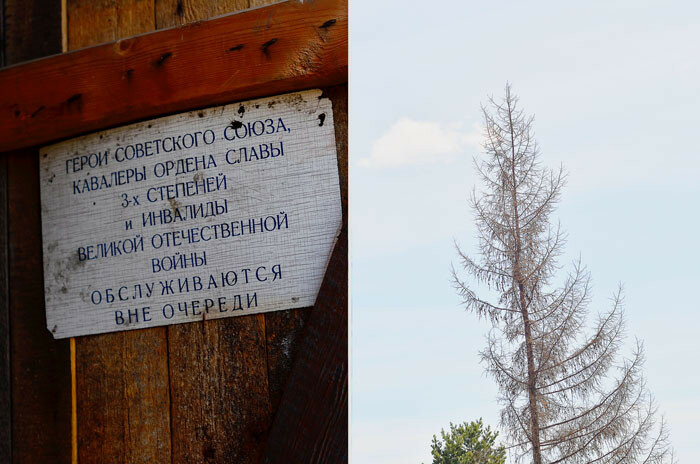 ГЕРОИ СОВЕТСКОГО СОЮЗА,
КАВАЛЕРЫ ОРДЕНА СЛАВЫ
3-х СТЕПЕНЕЙ
и ИНВАЛИДЫ
ВЕЛИКОЙ ОТЕЧЕСТВЕННОЙ
ВОЙНЫ
ОБСЛУЖИВАЮТСЯ
ВНЕ ОЧЕРЕДИ